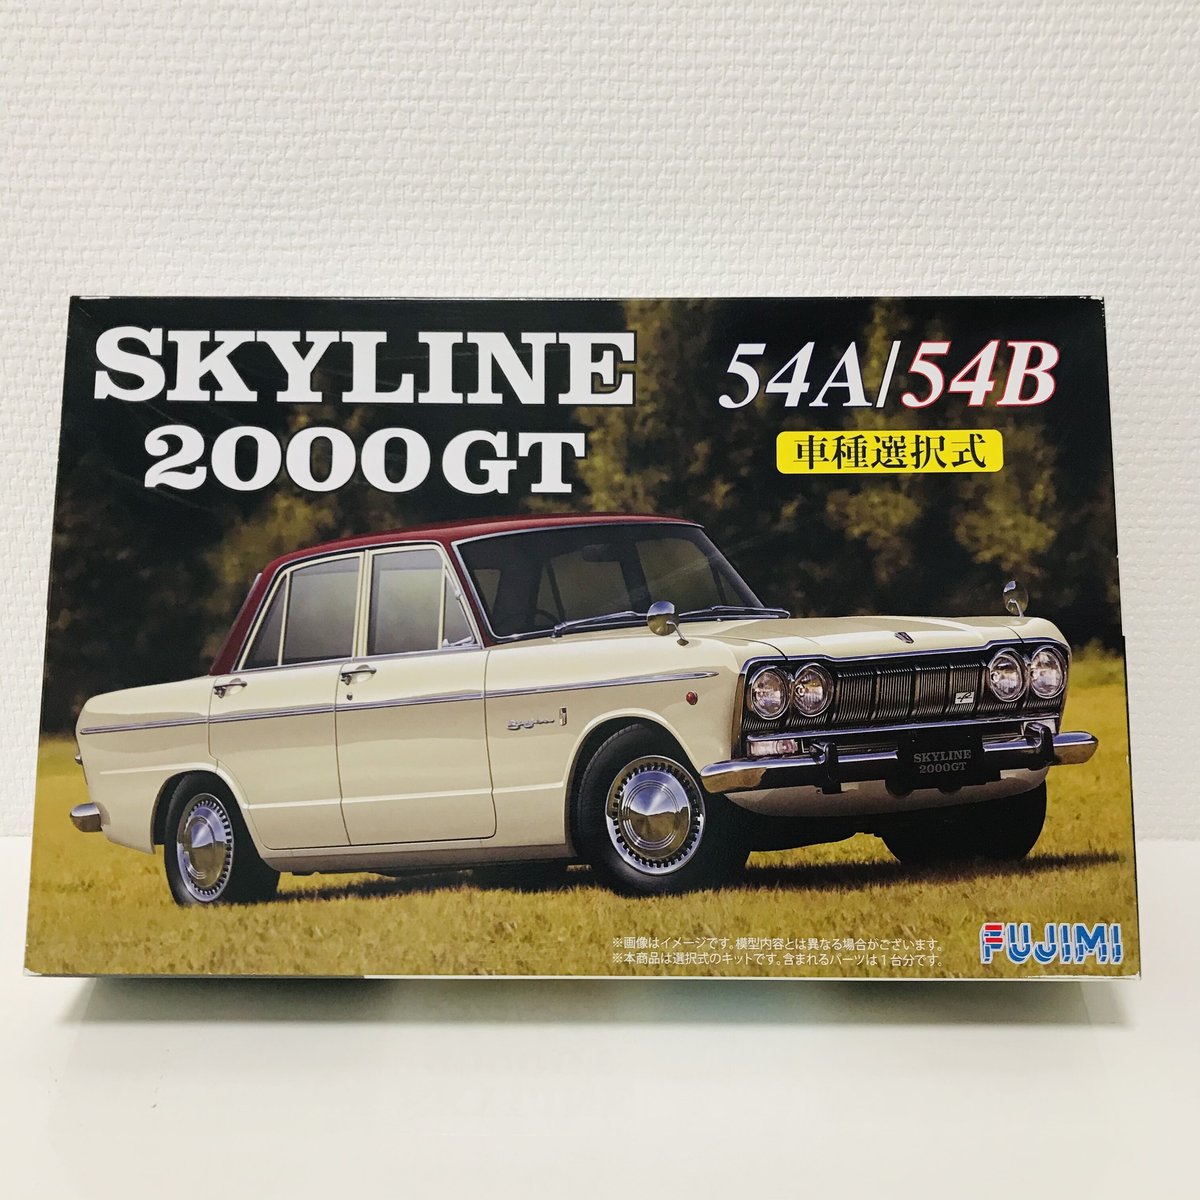 SKYLINE
2000GT
54A/54B
車種選択式
SKYLINE
2000GT
※画像はイメージです。模型内容とは異なる場合がございます。
※本商品は選択式のキットです。含まれるパーツは1台分です。
FUJIMI